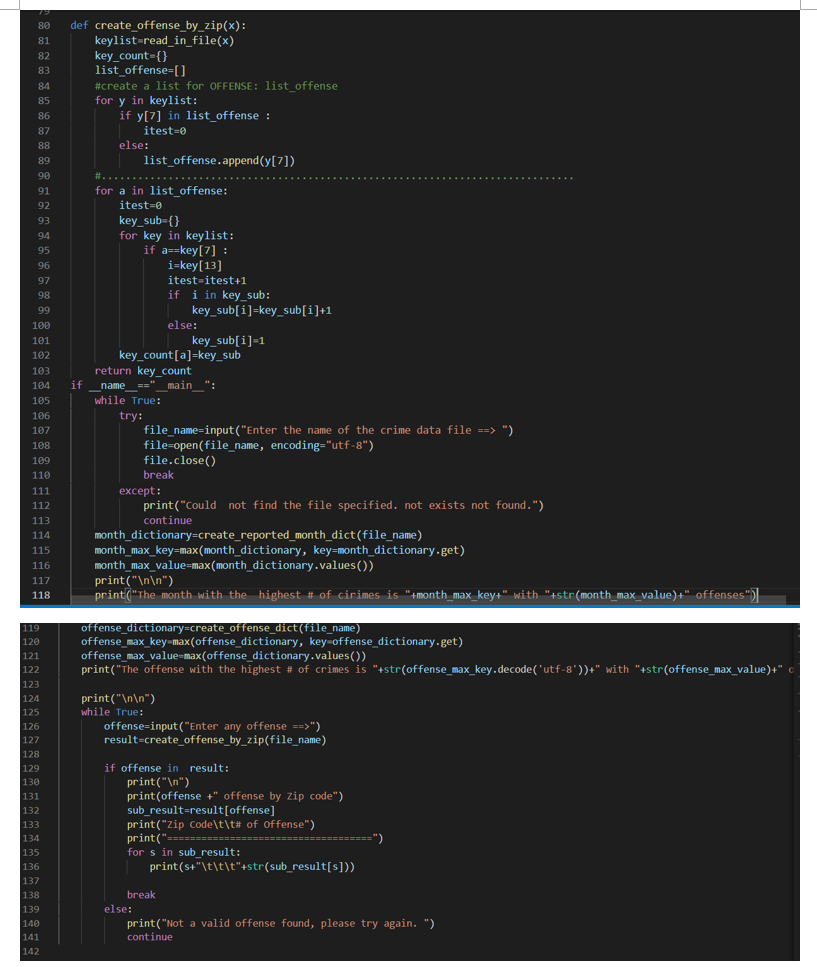 79
80 def create_offense_by_zip(x):
81     keylist=read_in_file(x)
82     key_count={}
83     list_offense=[]
84     #create a list for OFFENSE: list_offense
85     for y in keylist:
86         if y[7] in list_offense :
87             itest=0
88         else:
89             list_offense.append(y[7])
90     #..............................................................................
91     for a in list_offense:
92         itest=0
93         key_sub={}
94         for key in keylist:
95             if a==key[7] :
96                 i=key[13]
97                 itest=itest+1
98                 if  i in key_sub:
99                     key_sub[i]=key_sub[i]+1
100                 else:
101                     key_sub[i]=1
102         key_count[a]=key_sub
103     return key_count
104 if __name__=="__main__":
105     while True:
106         try:
107             file_name=input("Enter the name of the crime data file ==> ")
108             file=open(file_name, encoding="utf-8")
109             file.close()
110             break
111         except:
112             print("Could  not find the file specified. not exists not found.")
113             continue
114     month_dictionary=create_reported_month_dict(file_name)
115     month_max_key=max(month_dictionary, key=month_dictionary.get)
116     month_max_value=max(month_dictionary.values())
117     print("\n\n")
118     print("The month with the  highest # of cirimes is "+month_max_key+" with "+str(month_max_value)+" offenses")
119     offense_dictionary=create_offense_dict(file_name)
120     offense_max_key=max(offense_dictionary, key=offense_dictionary.get)
121     offense_max_value=max(offense_dictionary.values())
122     print("The offense with the highest # of crimes is "+str(offense_max_key.decode('utf-8'))+" with "+str(offense_max_value)+" o
123
124     print("\n\n")
125     while True:
126         offense=input("Enter any offense ==>")
127         result=create_offense_by_zip(file_name)
128
129         if offense in  result:
130             print("\n")
131             print(offense +" offense by Zip code")
132             sub_result=result[offense]
133             print("Zip Code\t\t# of Offense")
134             print("====================================")
135             for s in sub_result:
136                 print(s+"\t\t\t"+str(sub_result[s]))
137
138             break
139         else:
140             print("Not a valid offense found, please try again. ")
141             continue
142